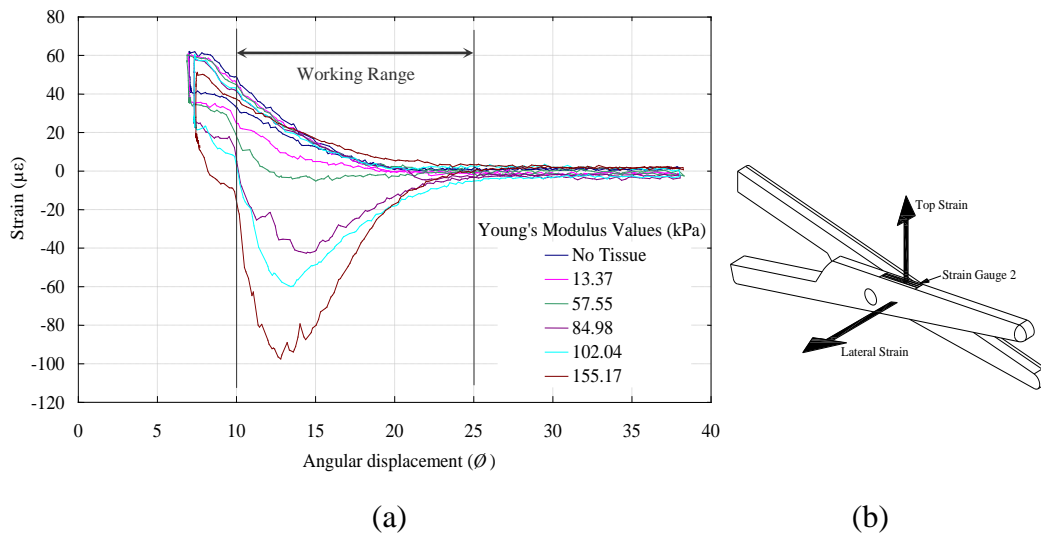 80
60
40
20
0
-20
-40
-60
-80
-100
-120
Strain (με)
Working Range
Young's Modulus Values (kPa)
No Tissue
13.37
57.55
84.98
102.04
155.17
0 5 10 15 20 25 30 35 40
Angular displacement (Ø)
(a)
Top Strain
Strain Gauge 2
Lateral Strain
(b)